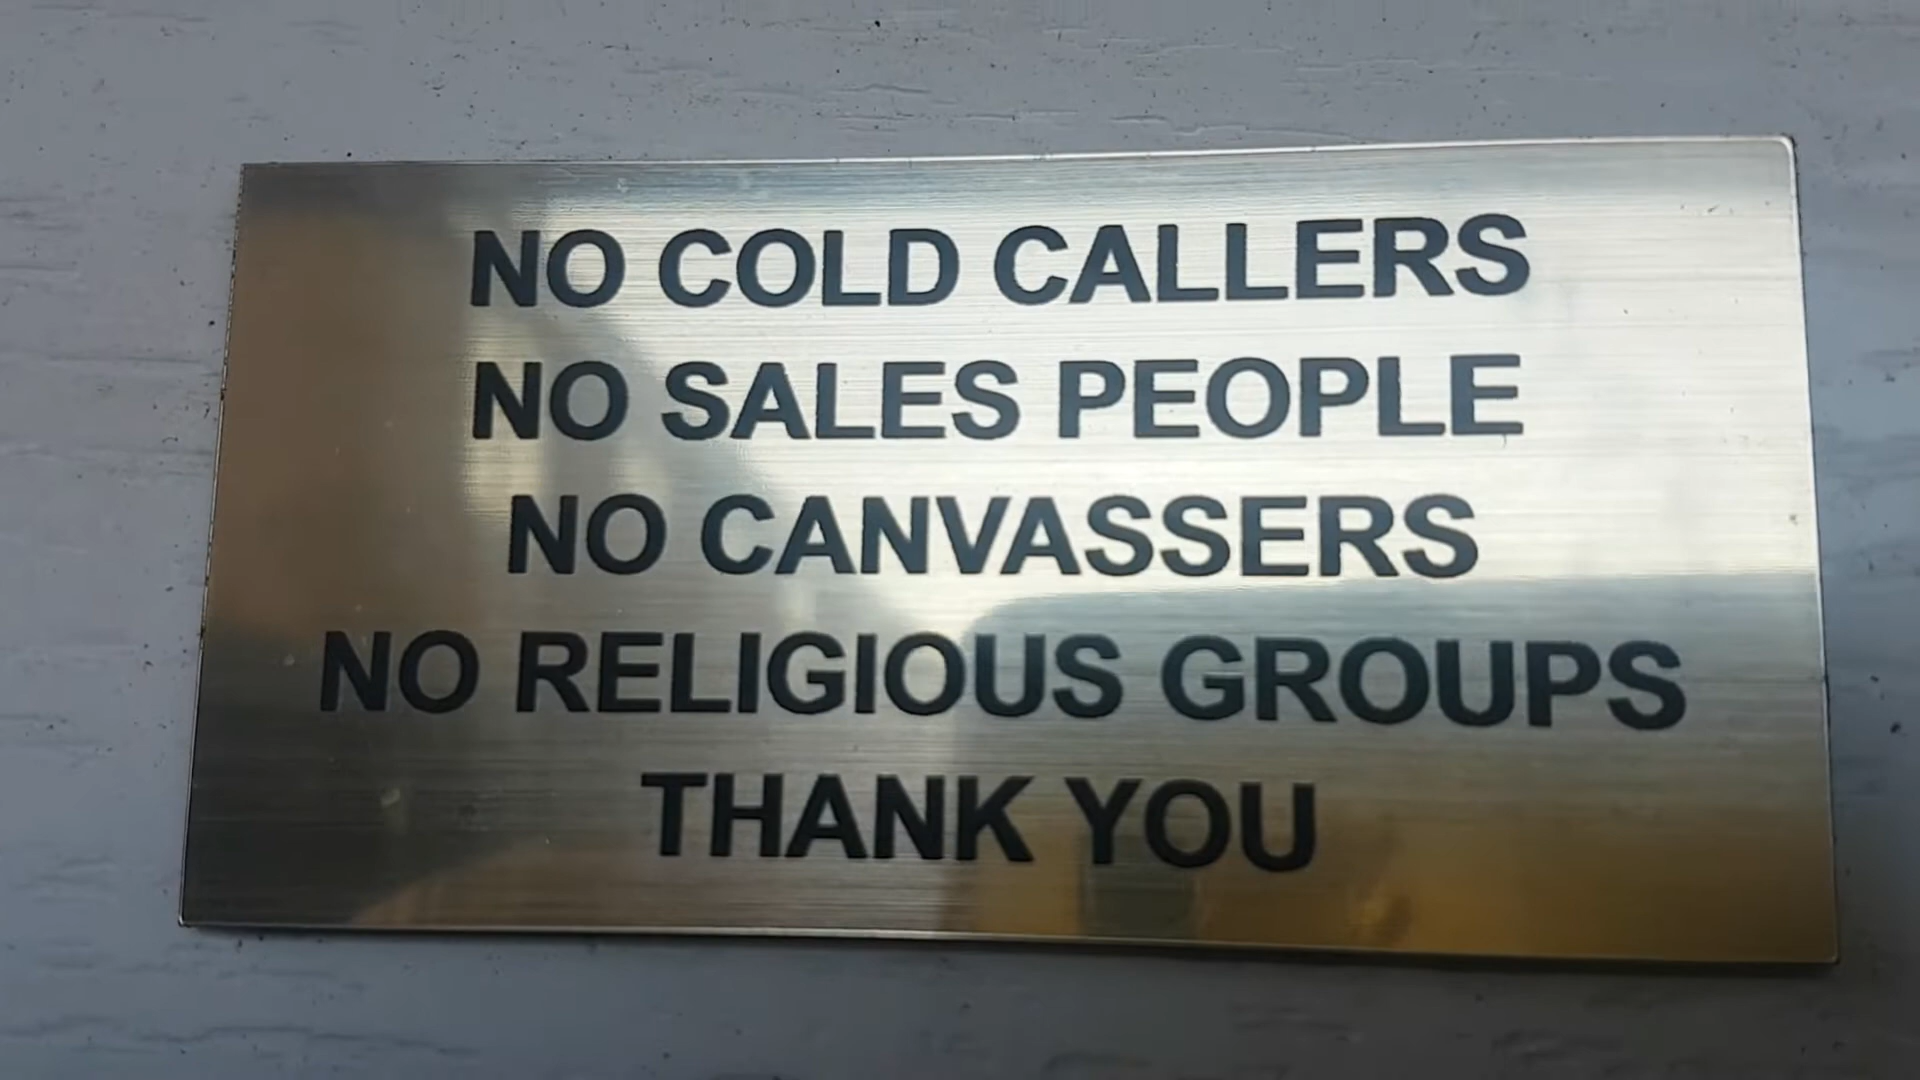 NO COLD CALLERS
NO SALES PEOPLE
NO CANVASSERS
NO RELIGIOUS GROUPS
THANK YOU